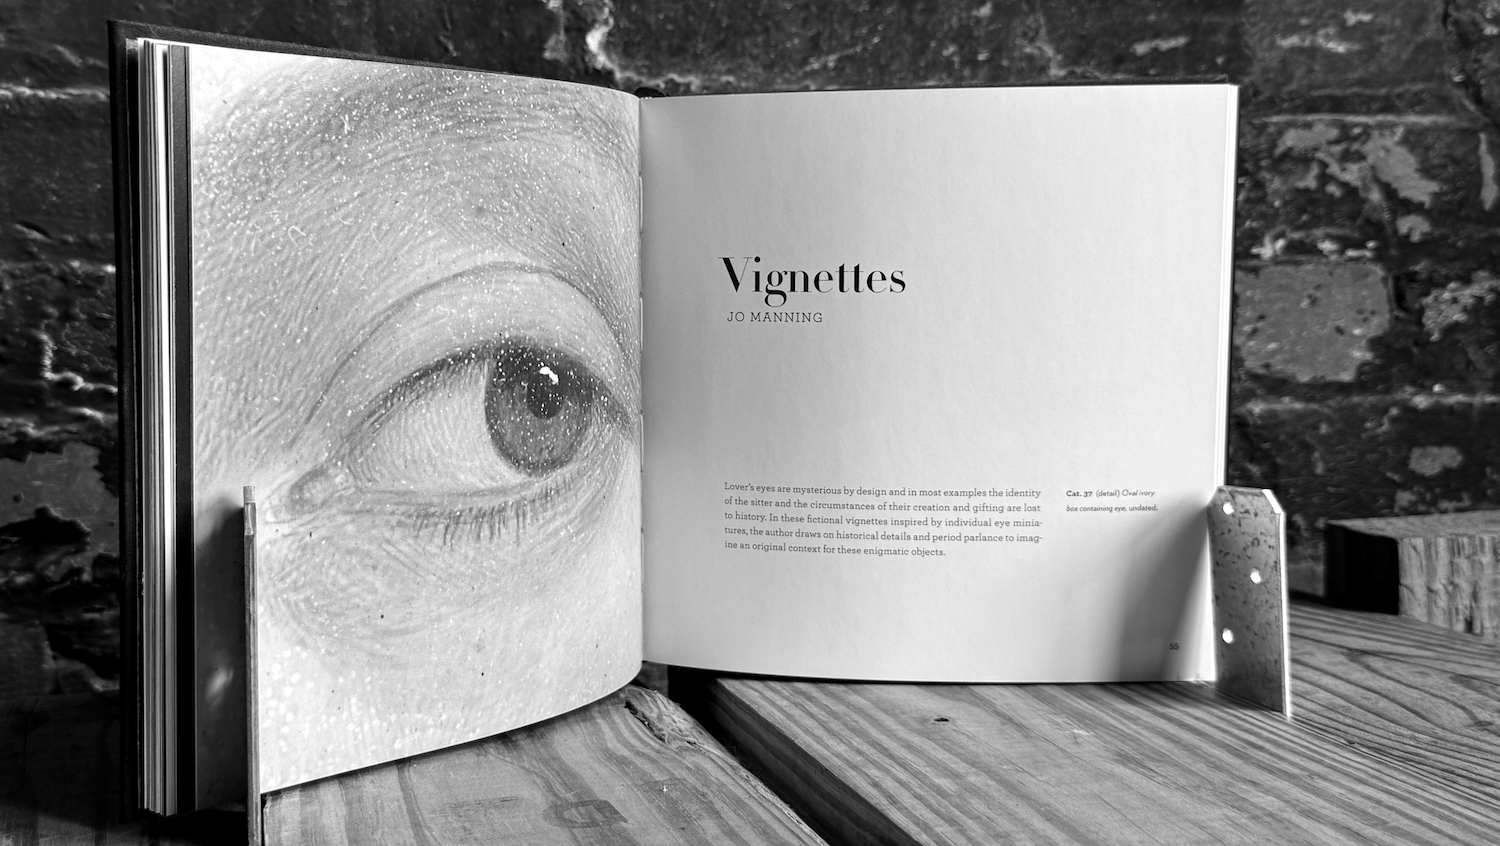 Vignettes
JO MANNING
Lover's eyes are mysterious by design and in most examples the identity
of the sitter and the circumstances of their creation and gifting are lost
to history. In these fictional vignettes inspired by individual eye minia-
tures, the author draws on historical details and period parlance to imag-
ine an original context for these enigmatic objects.
Cat. 37 (detail) Oval ivory
box containing eye, undated.
55